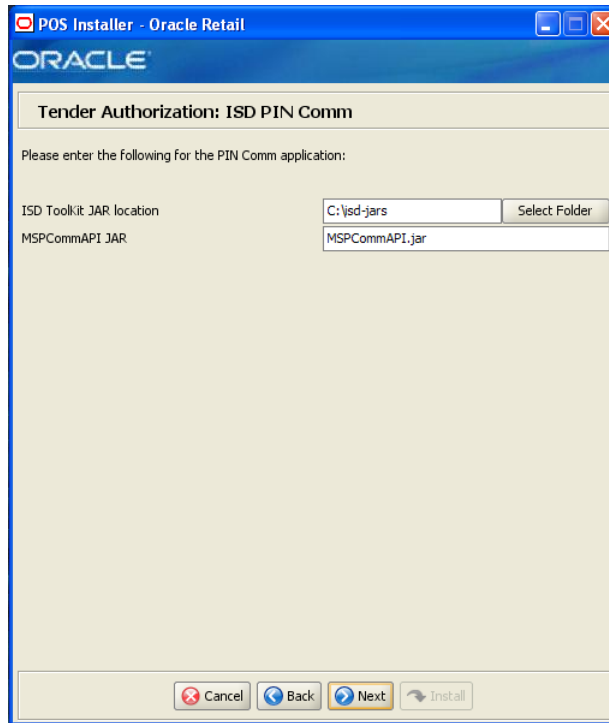 POS Installer - Oracle Retail
ORACLE
Tender Authorization: ISD PIN Comm
Please enter the following for the PIN Comm application:
ISD ToolKit JAR location C:\isd-jars Select Folder
MSPCommAPI JAR MSPCommAPI.jar
Cancel Back Next Install